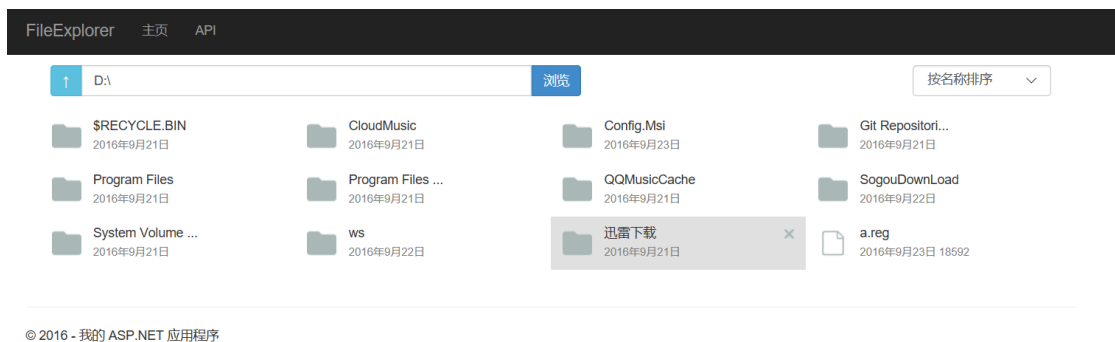 FileExplorer 主页 API
↑ D:\ 浏览 按名称排序
$RECYCLE.BIN CloudMusic Config.Msi Git Repositori...
2016年9月21日 2016年9月21日 2016年9月23日 2016年9月21日
Program Files Program Files ... QQMusicCache SogouDownLoad
2016年9月21日 2016年9月21日 2016年9月21日 2016年9月22日
System Volume ... ws 迅雷下载 a.reg
2016年9月21日 2016年9月22日 2016年9月21日 2016年9月23日 18592
© 2016 - 我的 ASP.NET 应用程序